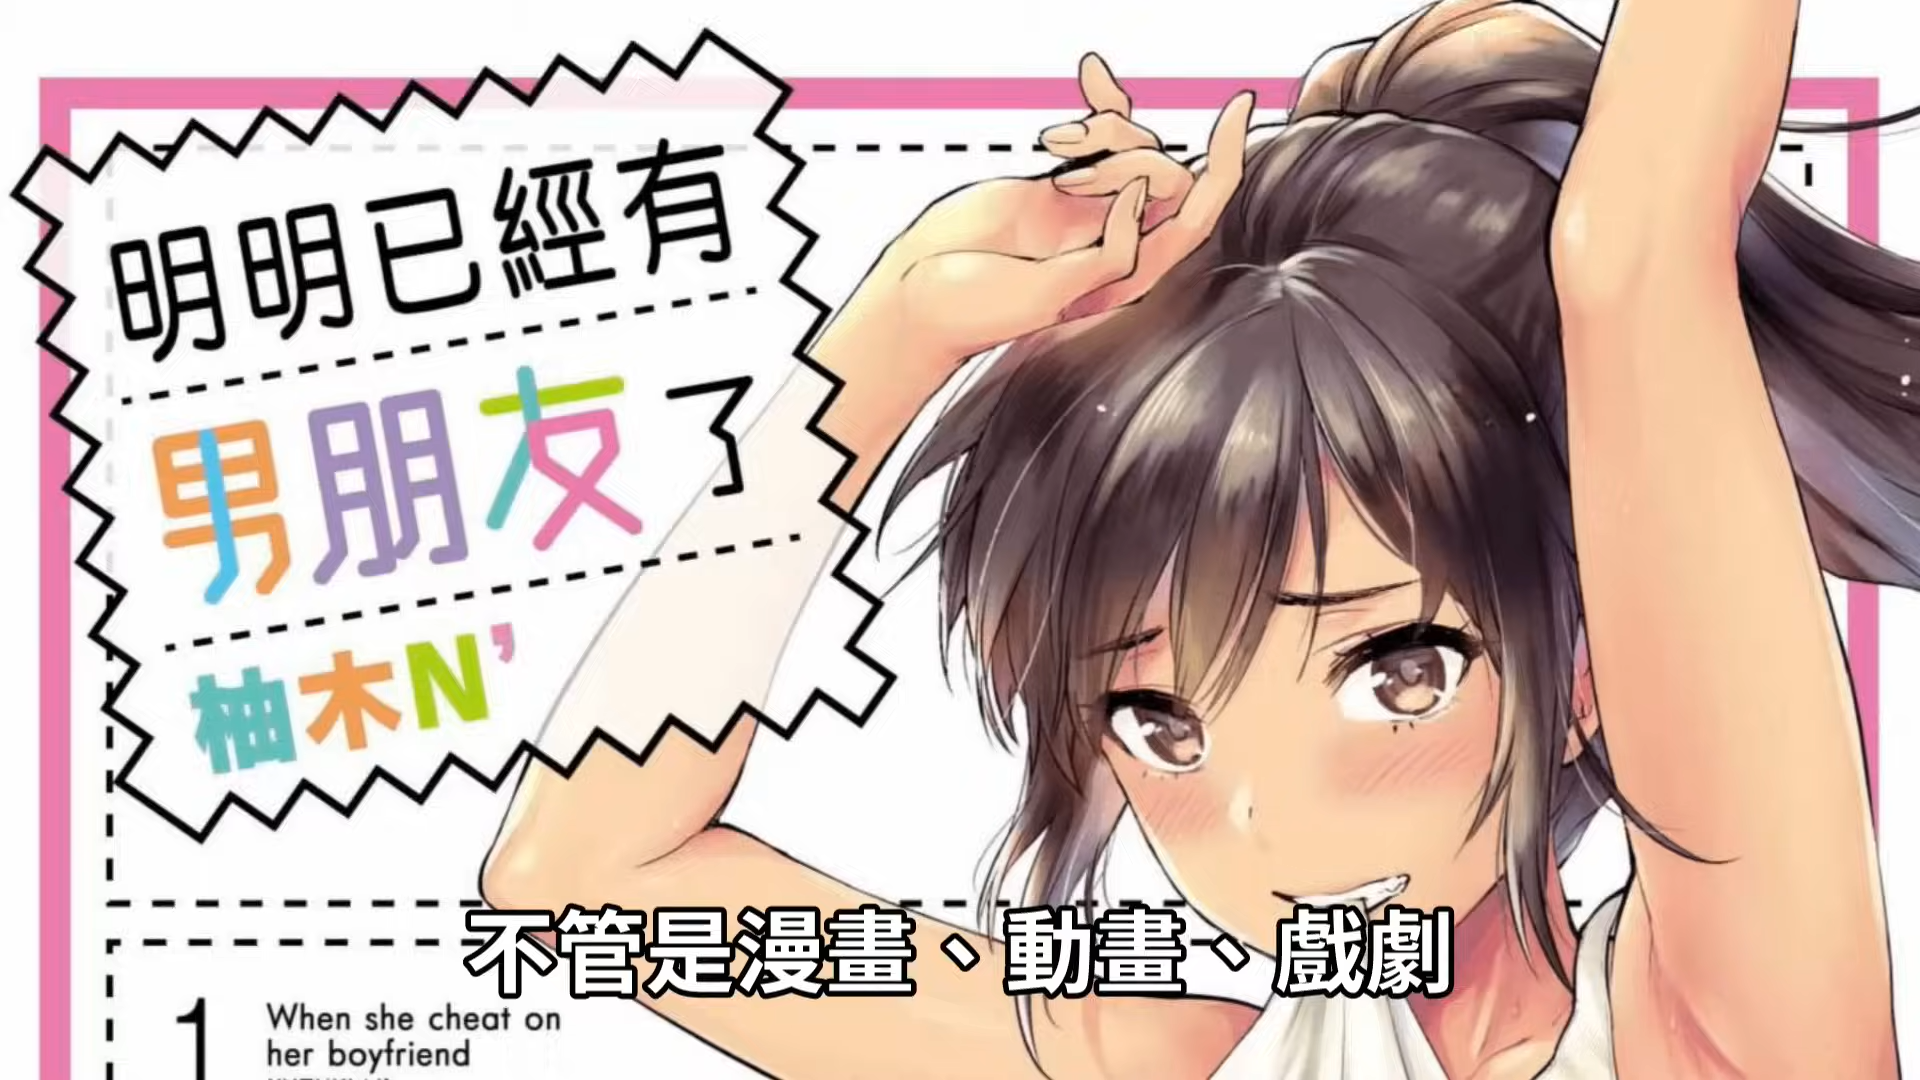 明明已經有
男朋友了
柚木N'
不管是漫畫、動畫、戲劇
1
When she cheat on
her boyfriend